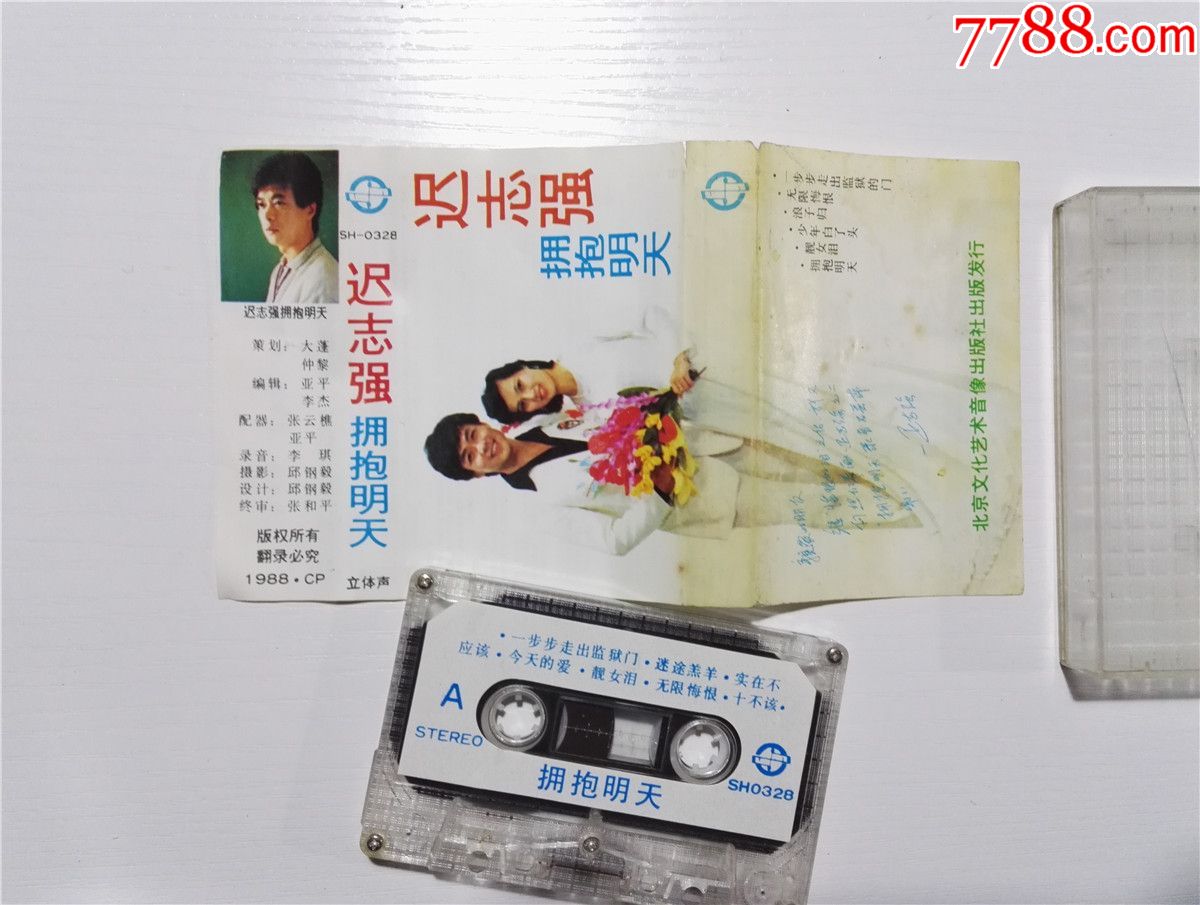 7788.com
SH-0328
迟志强拥抱明天
策划：大蓬
仲黎
编辑：亚平
李杰
配器：张云樵
亚平
录音：李 琪
摄影：邱钢毅
设计：邱钢毅
终审：张和平
版权所有
翻录必究
1988·CP
迟志强
拥抱明天
立体声
迟志强
拥抱明天
·一步步走出监狱的门
·无限悔恨
·浪子归
·少年白了头
·靓女泪
·拥抱明天
北京文化艺术音像出版社出版发行
·一步步走出监狱门·迷途羔羊·实在不
应该·今天的爱·靓女泪·无限悔恨·十不该·
A
STEREO
SH0328
拥抱明天